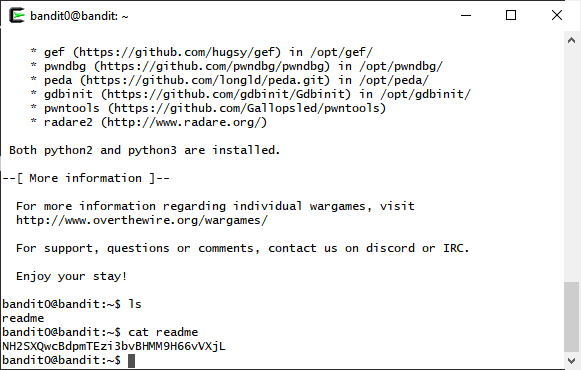 bandit0@bandit: ~
* gef (https://github.com/hugsy/gef) in /opt/gef/
* pwndbg (https://github.com/pwndbg/pwndbg) in /opt/pwndbg/
* peda (https://github.com/longld/peda.git) in /opt/peda/
* gdbinit (https://github.com/gdbinit/Gdbinit) in /opt/gdbinit/
* pwntools (https://github.com/Gallopsled/pwntools)
* radare2 (http://www.radare.org/)
Both python2 and python3 are installed.
--[ More information ]--
For more information regarding individual wargames, visit
http://www.overthewire.org/wargames/
For support, questions or comments, contact us on discord or IRC.
Enjoy your stay!
bandit0@bandit:~$ ls
readme
bandit0@bandit:~$ cat readme
NH2SXQwcBdpmTEzi3bvBHMM9H66vVXjL
bandit0@bandit:~$